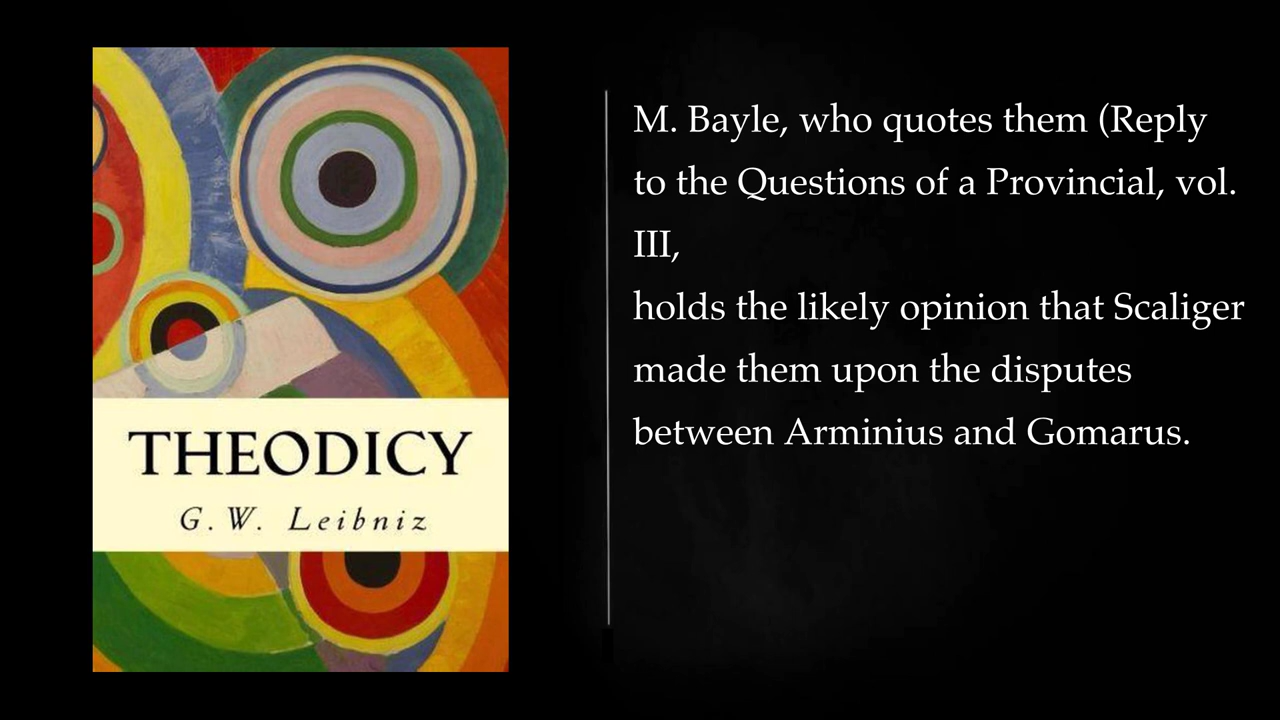 THEODICY
G. W. Leibniz
M. Bayle, who quotes them (Reply
to the Questions of a Provincial, vol.
III,
holds the likely opinion that Scaliger
made them upon the disputes
between Arminius and Gomarus.